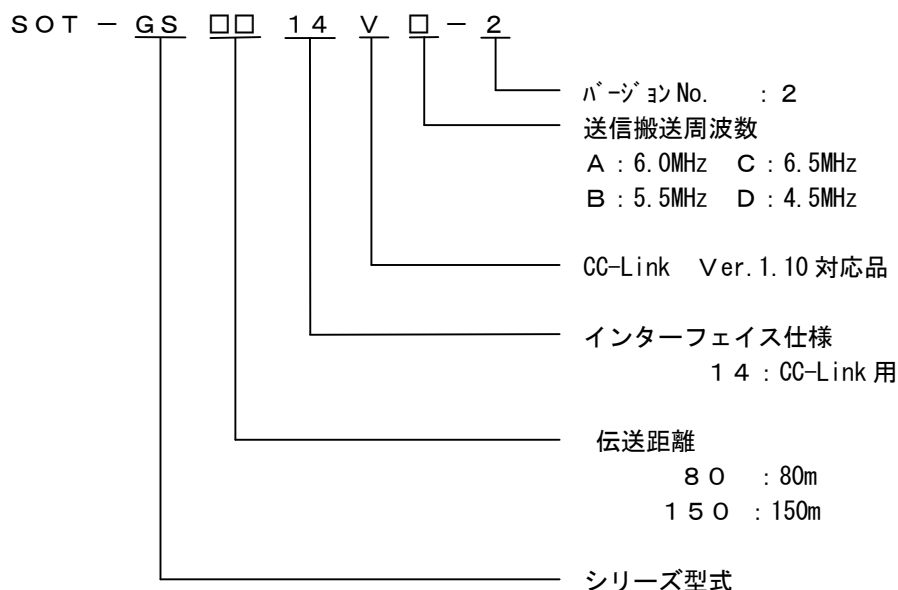 SOT－GS □□ 14 V □－2
ﾊﾞｰｼﾞｮﾝ No. ：2
送信搬送周波数
A：6.0MHz C：6.5MHz
B：5.5MHz D：4.5MHz
CC-Link Ver.1.10 対応品
インターフェイス仕様
14：CC-Link 用
伝送距離
80 ：80m
150 ：150m
シリーズ型式